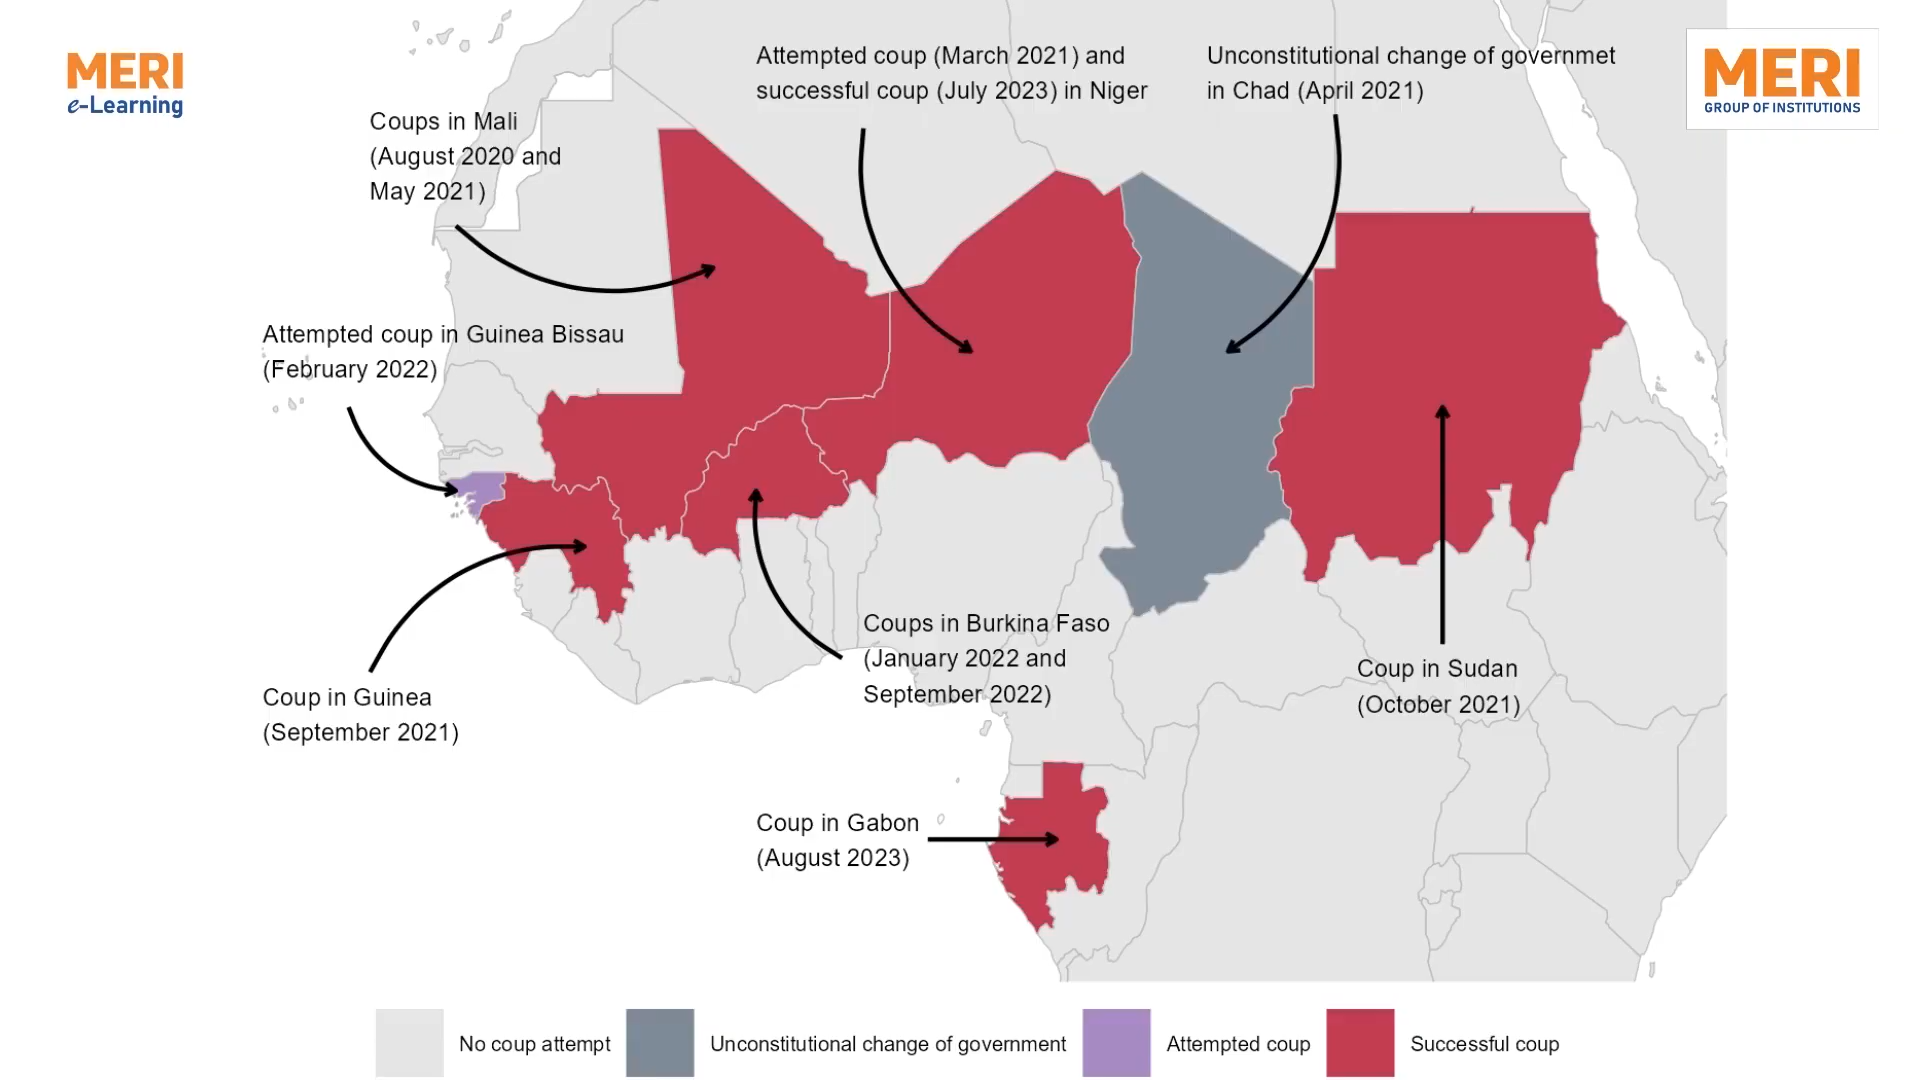 MERI
e-Learning
MERI
GROUP OF INSTITUTIONS
Attempted coup (March 2021) and
successful coup (July 2023) in Niger
Unconstitutional change of governmet
in Chad (April 2021)
Coups in Mali
(August 2020 and
May 2021)
Attempted coup in Guinea Bissau
(February 2022)
Coups in Burkina Faso
(January 2022 and
September 2022)
Coup in Sudan
(October 2021)
Coup in Guinea
(September 2021)
Coup in Gabon
(August 2023)
No coup attempt
Unconstitutional change of government
Attempted coup
Successful coup